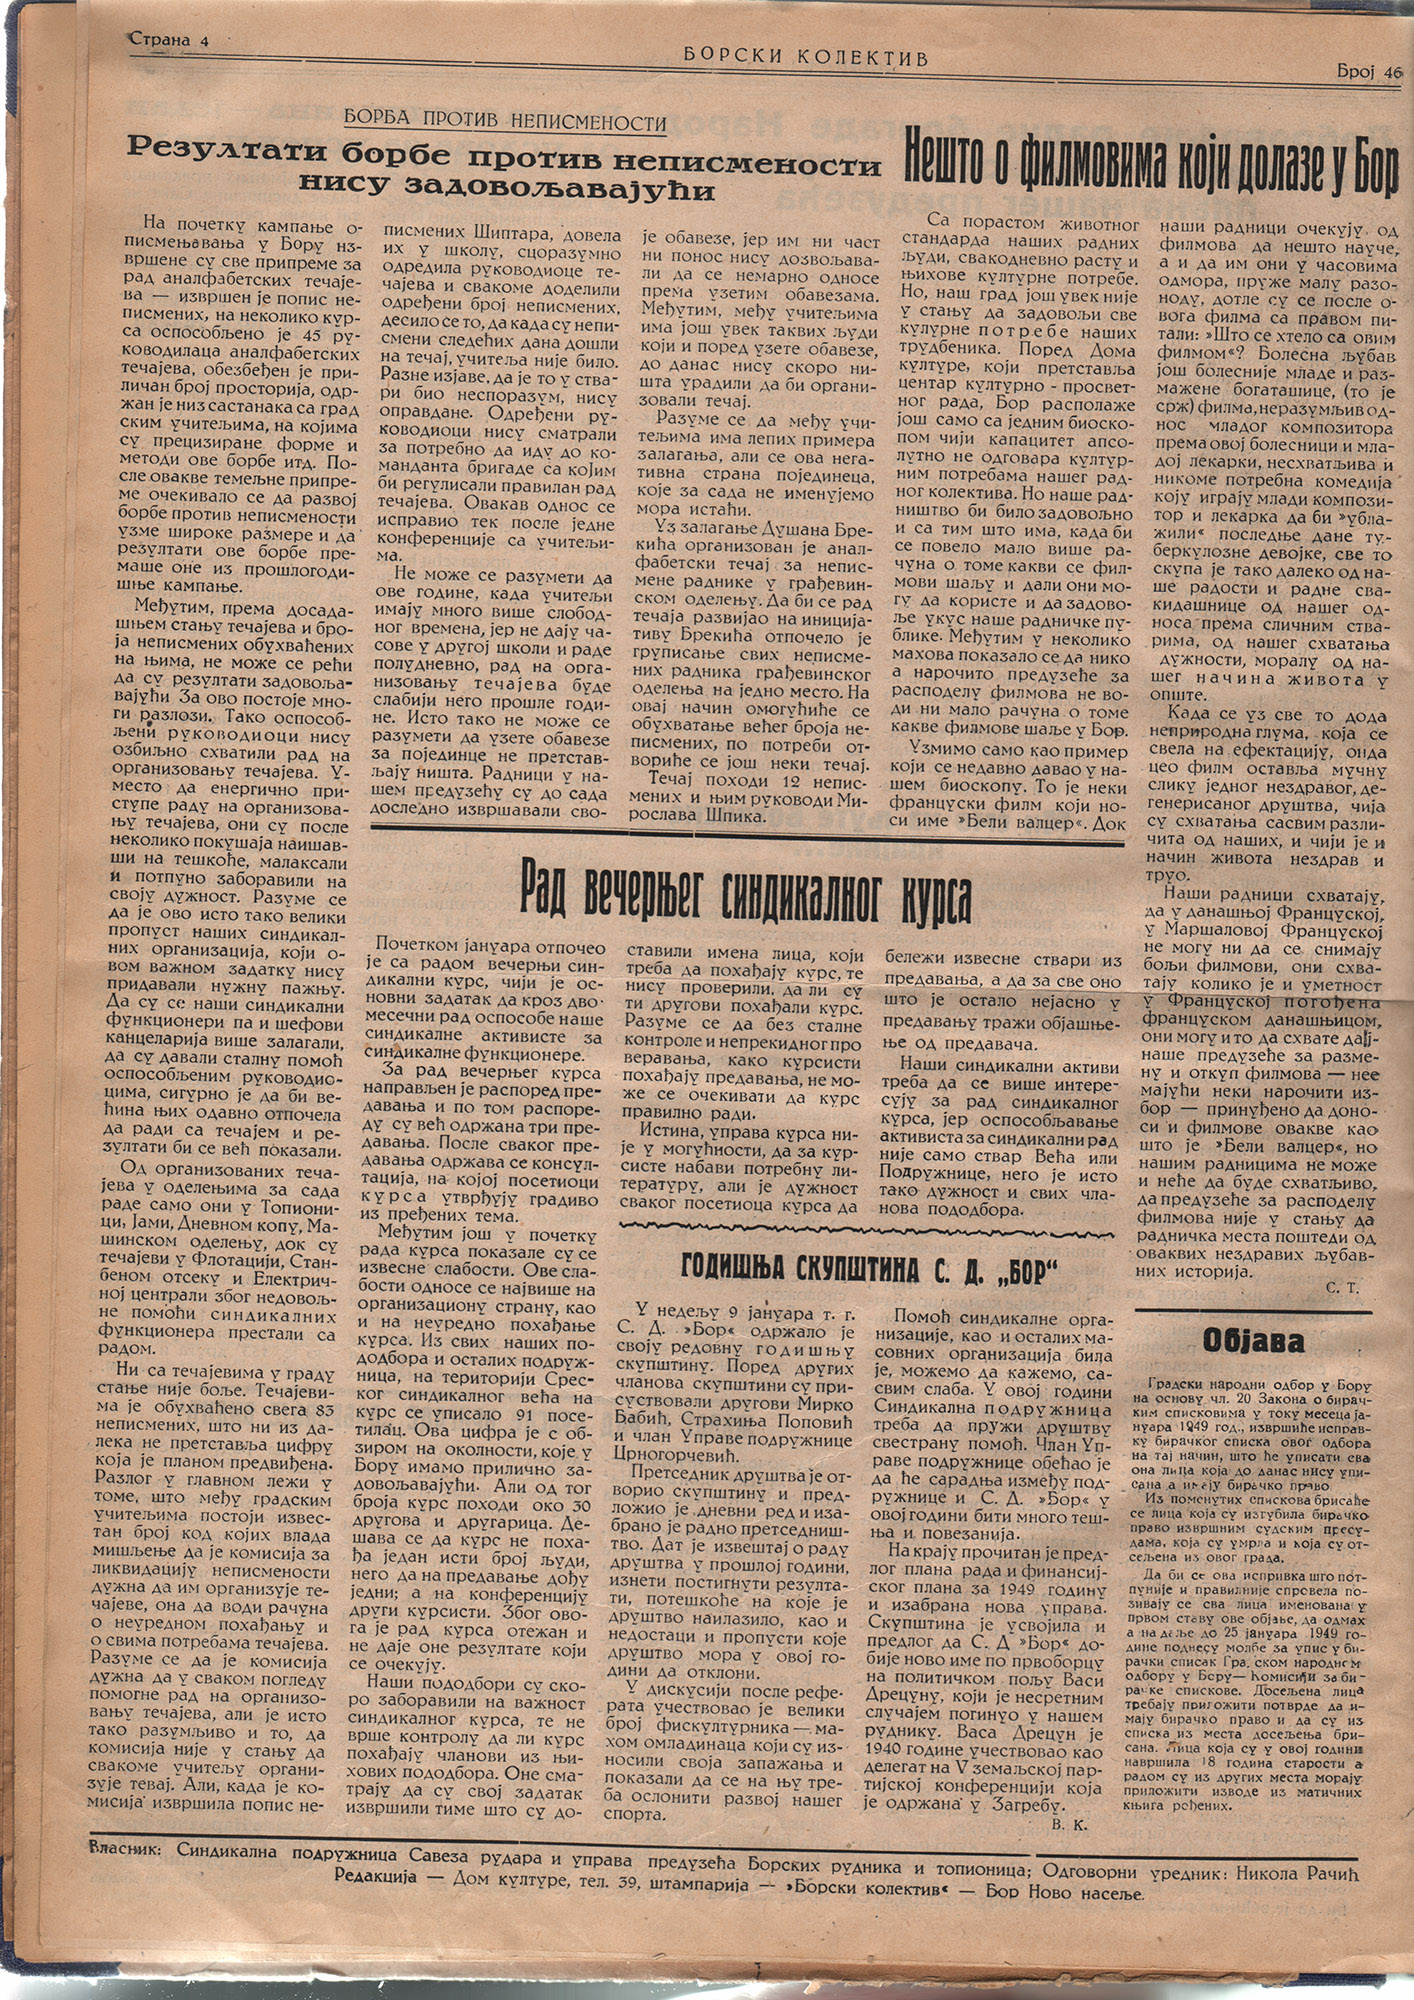 Страна 4
БОРСКИ КОЛЕКТИВ
Број 46
БОРБА ПРОТИВ НЕПИСМЕНОСТИ
Резултати борбе против неписмености
нису задовољавајући
На почетку кампање о-
писмењавања у Бору из-
вршене су све припреме за
рад аналфабетских течаје-
ва — извршен је попис не-
писмених, на неколико кур-
са оспособљено је 45 ру-
ководилаца аналфабетских
течајева, обезбеђен је при-
личан број просторија, одр-
жан је низ састанака са град
ским учитељима, на којима
су прецизиране форме и
методи ове борбе итд. По-
сле овакве темељне припре-
ме очекивало се да развој
борбе против неписмености
узме широке размере и да
резултати ове борбе пре-
маше оне из прошлогоди-
шње кампање.
Међутим, према досада-
шњем стању течајева и бро-
ја неписмених обухваћених
на њима, не може се рећи
да су резултати задовоља-
вајући. За ово постоје мно-
ги разлози. Тако оспособ-
љени руководиоци нису
озбиљно схватили рад на
организовању течајева. У-
место да енергично при-
ступе раду на организова-
њу течајева, они су после
неколико покушаја наишав-
ши на тешкоће, малаксали
и потпуно заборавили на
своју дужност. Разуме се
да је ово исто тако велики
пропуст наших синдикал-
них организација, који о-
вом важном задатку нису
придавали нужну пажњу.
Да су се наши синдикални
функционери па и шефови
канцеларија више залагали,
да су давали сталну помоћ
оспособљеним руководио-
цима, сигурно је да би ве-
ћина њих одавно отпочела
да ради са течајем и ре-
зултати би се већ показали.
Од организованих теча-
јева у оделењима за сада
раде само они у Топиони-
ци, Јами, Дневном копу, Ма-
шинском оделењу, док су
течајеви у Флотацији, Стан-
беном отсеку и Електрич-
ној централи због недовољ-
не помоћи синдикалних
функционера престали са
радом.
Ни са течајевима у граду
стање није боље. Течајеви-
ма је обухваћено свега 83
неписмених, што ни из да-
лека не претставља цифру
која је планом предвиђена.
Разлог у главном лежи у
томе, што међу градским
учитељима постоји извес-
тан број код којих влада
мишљење да је комисија за
ликвидацију неписмености
дужна да им организује те-
чајеве, она да води рачуна
о неуредном похађању и
о свима потребама течајева.
Разуме се да је комисија
дужна да у сваком погледу
помогне рад на организо-
вању течајева, али је исто
тако разумљиво и то, да
комисија није у стању да
свакоме учитељу органи-
зује тевај. Али, када је ко-
мисија извршила попис не-
писмених Шиптара, довела
их у школу, сцоразумно
одредила руководиоце те-
чајева и свакоме доделили
одређени број неписмених,
десило се то, да када су непи-
смени следећих дана дошли
на течај, учитеља није било.
Разне изјаве, да је то у ства-
ри био неспоразум, нису
оправдане. Одређени ру-
ководиоци нису сматрали
за потребно да иду до ко-
манданта бригаде са којим
би регулисали правилан рад
течајева. Овакав однос се
исправио тек после једне
конференције са учитељи-
ма.
Не може се разумети да
ове године, када учитељи
имају много више слобод-
ног времена, јер не дају ча-
сове у другој школи и раде
полудневно, рад на орга-
низовању течајева буде
слабији него прошле годи-
не. Исто тако не може се
разумети да узете обавезе
за појединце не претстав-
љају ништа. Радници у на-
шем предузећу су до сада
доследно извршавали сво-
је обавезе, јер им ни част
ни понос нису дозвољава-
ли да се немарно односе
према узетим обавезама.
Међутим, међу учитељима
има још увек таквих људи
који и поред узете обавезе,
до данас нису скоро ни-
шта урадили да би органи-
зовали течај.
Разуме се да међу учи-
тељима има лепих примера
залагања, али се ова нега-
тивна страна појединеца,
које за сада не именујемо
мора истаћи.
Уз залагање Душана Бре-
кића организован је анал-
фабетски течај за непис-
мене раднике у грађевин-
ском оделењу. Да би се рад
течаја развијао на иниција-
тиву Брекића отпочело је
груписање свих неписме-
них радника грађевинског
оделења на једно место. На
овај начин омогућиће се
обухватање већег броја не-
писмених, по потреби от-
вориће се још неки течај.
Течај походи 12 непис-
мених и њим руководи Ми-
рослава Шпика.
Нешто о филмовима који долазе у Бор
Са порастом животног
стандарда наших радних
људи, свакодневно расту и
њихове културне потребе.
Но, наш град још увек није
у стању да задовољи све
кулурне потребе наших
трудбеника. Поред Дома
културе, који претставља
центар културно - просвет-
ног рада, Бор располаже
још само са једним биоско-
пом чији капацитет апсо-
лутно не одговара култур-
ним потребама нашег рад-
ног колектива. Но наше рад-
ништво би било задовољно
и са тим што има, када би
се повело мало више ра-
чуна о томе какви се фил-
мови шаљу и дали они мо-
гу да користе и да задово-
ље укус наше радничке пу-
блике. Међутим у неколико
махова показало се да нико
а нарочито предузеће за
расподелу филмова не во-
ди ни мало рачуна о томе
какве филмове шаље у Бор.
Узмимо само као пример
који се недавно давао у на-
шем биоскопу. То је неки
француски филм који но-
си име »Бели валцер«. Док
наши радници очекују од
филмова да нешто науче,
а и да им они у часовима
одмора, пруже малу разо-
ноду, дотле су се после о-
вога филма са правом пи-
тали: »Што се хтело са овим
филмом«? Болесна љубав
још болесније младе и раз-
мажене богаташице, (то је
срж) филма, неразумљив од-
нос младог композитора
према овој болесници и мла-
дој лекарки, несхватљива и
никоме потребна комедија
коју играју млади компози-
тор и лекарка да би »убла-
жили« последње дане ту-
беркулозне девојке, све то
скупа је тако далеко од на-
ше радости и радне сва-
кидашнице од нашег од-
носа према сличним ства-
рима, од нашег схватања
дужности, моралу од на-
шег начина живота у
опште.
Када се уз све то дода
неприродна глума, која се
свела на ефектацију, онда
цео филм оставља мучну
слику једног нездравог, де-
генерисаног друштва, чија
су схватања сасвим разли-
чита од наших, и чији је и
начин живота нездрав и
труо.
Наши радници схватају,
да у данашњој Француској,
у Маршаловој Француској
не могу ни да се снимају
бољи филмови, они схва-
тају колико је и уметност
у Француској погођена
француском данашњицом,
они могу и то да схвате да ј-
наше предузеће за разме-
ну и откуп филмова — нее
мајући неки нарочити из-
бор — принуђено да доно-
си и филмове овакве као
што је »Бели валцер«, но
нашим радницима не може
и неће да буде схватљиво,
да предузеће за расподелу
филмова није у стању да
радничка места поштеди од
оваквих нездравих љубав-
них историја.
С. Т.
Рад вечерњег синдикалног курса
Почетком јануара отпочео
је са радом вечерњи син-
дикални курс, чији је ос-
новни задатак да кроз дво-
месечни рад оспособе наше
синдикалне активисте за
синдикалне функционере.
За рад вечерњег курса
направљен је распоред пре-
давања и по том распоре-
ду су већ одржана три пре-
давања. После сваког пре-
давања одржава се консул-
тација, на којој посетиоци
курса утврђују градиво
из пређених тема.
Међутим још у почетку
рада курса показале су се
извесне слабости. Ове сла-
бости односе се највише на
организациону страну, као
и на неуредно похађање
курса. Из свих наших по-
додбора и осталих подруж-
ница, на територији Срес-
ког синдикалног већа на
курс се уписало 91 посе-
тилац. Ова цифра је с об-
зиром на околности, које у
Бору имамо прилично за-
довољавајући. Али од тог
броја курс походи око 30
другова и другарица. Де-
шава се да курс не поха-
ђа један исти број људи,
него да на предавање дођу
једни; а на конференцију
други курсисти. Због ово-
га је рад курса отежан и
не даје оне резултате који
се очекују.
Наши пододбори су ско-
ро заборавили на важност
синдикалног курса, те не
врше контролу да ли курс
похађају чланови из њи-
хових пододбора. Оне сма-
трају да су свој задатак
извршили тиме што су до-
ставили имена лица, који
треба да похађају курс, те
нису проверили, да ли су
ти другови похађали курс.
Разуме се да без сталне
контроле и непрекидног про
веравања, како курсисти
похађају предавања, не мо-
же се очекивати да курс
правилно ради.
Истина, управа курса ни-
је у могућности, да за кур-
систе набави потребну ли-
тературу, али је дужност
сваког посетиоца курса да
бележи извесне ствари из
предавања, а да за све оно
што је остало нејасно у
предавању тражи објашње-
ње од предавача.
Наши синдикални активи
треба да се више интере-
сују за рад синдикалног
курса, јер оспособљавање
активиста за синдикални рад
није само ствар Већа или
Подружнице, него је исто
тако дужност и свих чла-
нова пододбора.
ГОДИШЊА СКУПШТИНА С. Д. „БОР“
У недељу 9 јануара т. г.
С. Д. »Бор« одржало је
своју редовну годишњу
скупштину. Поред других
чланова скупштини су при-
суствовали другови Мирко
Бабић, Страхиња Поповић
и члан Управе подружнице
Црногорчевић.
Претседник друштва је от-
ворио скупштину и пред-
ложио је дневни ред и иза-
брано је радно претседниш-
тво. Дат је извештај о раду
друштва у прошлој години,
изнети постигнути резулта-
ти, потешкоће на које је
друштво наилазило, као и
недостаци и пропусти које
друштво мора у овој го-
дини да отклони.
У дискусији после рефе-
рата учествовао је велики
број фискултурника — ма-
хом омладинаца који су из-
носили своја запажања и
показали да се на њу тре-
ба ослонити развој нашег
спорта.
Помоћ синдикалне орга-
низације, као и осталих ма-
совних организација била
је, можемо да кажемо, са-
свим слаба. У овој години
Синдикална подружница
треба да пружи друштву
свестрану помоћ. Члан Уп-
раве подружнице обећао је
да ће сарадња између под-
ружнице и С. Д. »Бор« у
овој години бити много теш-
ња и повезанија.
На крају прочитан је пред-
лог плана рада и финансиј-
ског плана за 1949 годину
и изабрана нова управа.
Скупштина је усвојила и
предлог да С. Д »Бор« до-
бије ново име по првоборцу
на политичком пољу Васи
Дрецуну, који је несретним
случајем погинуо у нашем
руднику. Васа Дрецун је
1940 године учествовао као
делегат на V земаљској пар-
тијској конференцији која
је одржана у Загребу.
В. К.
Објава
Градски народни одбор у Бору
на основу чл. 20 Закона о бирач-
ким списковима у току месеца ја-
нуара 1949 год., извршиће исправ-
ку бирачког списка овог одбора
на тај начин, што ће уписати сва
она лица која до данас нису упи-
сана а имају бирачко право.
Из поменутих спискова брисаће
се лица која су изгубила бирачко
право извршним судским пресу-
дама, која су умрла и која су от-
сељена из овог града.
Да би се ова исправка што пот-
пуније и правилније спровела по-
зивају се сва лица именована у
првом ставу ове објаве, да одмах
а најдаље до 25 јануара 1949 го-
дине поднесу молбе за упис у би-
рачки списак Градском народном
одбору у Бору — Комисији за би-
рачке спискове. Досељена лица
требају приложити потврде да и-
мају бирачко право и да су из
списка из места досељења бри-
сана. Лица која су у овој години
навршила 18 година старости а
радом су из других места морају
приложити изводе из матичних
књига рођених.
Власник: Синдикална подружница Савеза рудара и управа предузећа Борских рудника и топионица; Одговорни уредник: Никола Рачић
Редакција — Дом културе, тел. 39, штампарија — »Борски колектив« — Бор Ново насеље.